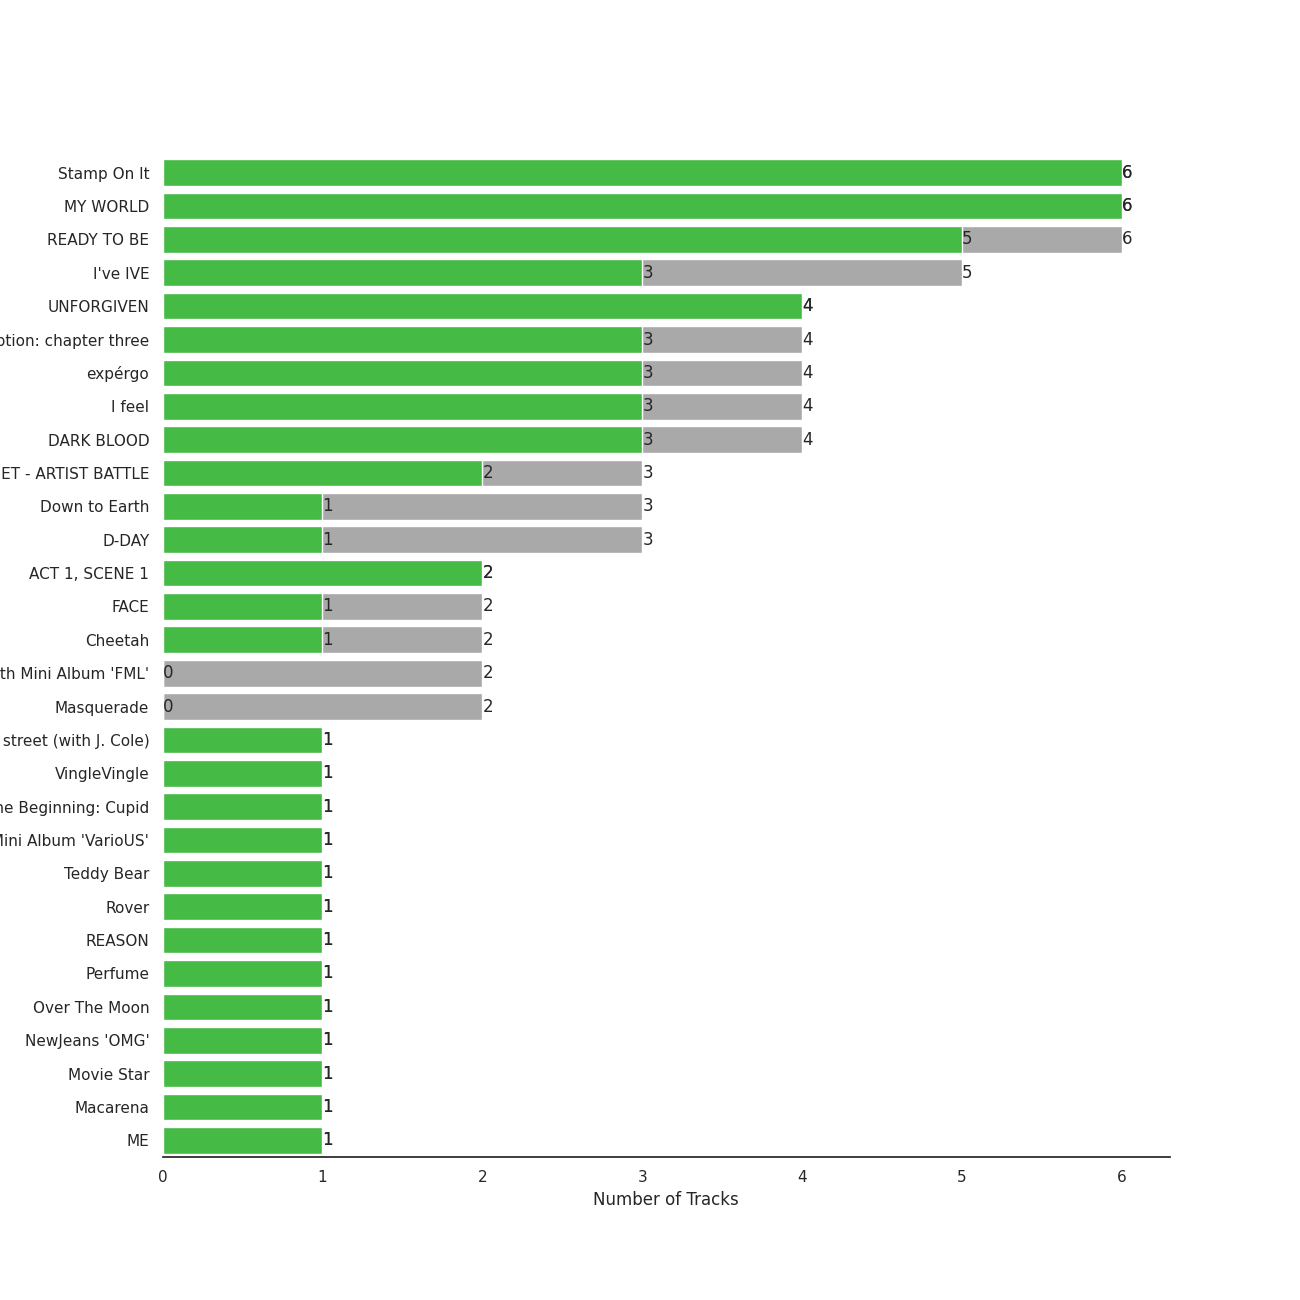 Stamp On It 6
MY WORLD 6
READY TO BE 5 6
I've IVE 3 5
UNFORGIVEN 4
chapter three 3 4
expérgo 3 4
I feel 3 4
DARK BLOOD 3 4
- ARTIST BATTLE 2 3
Down to Earth 1 3
D-DAY 1 3
ACT 1, SCENE 1 2
FACE 1 2
Cheetah 1 2
Mini Album 'FML' 0 2
Masquerade 0 2
street (with J. Cole) 1
VingleVingle 1
Beginning: Cupid 1
Album 'VarioUS' 1
Teddy Bear 1
Rover 1
REASON 1
Perfume 1
Over The Moon 1
NewJeans 'OMG' 1
Movie Star 1
Macarena 1
ME 1
0 1 2 3 4 5 6
Number of Tracks